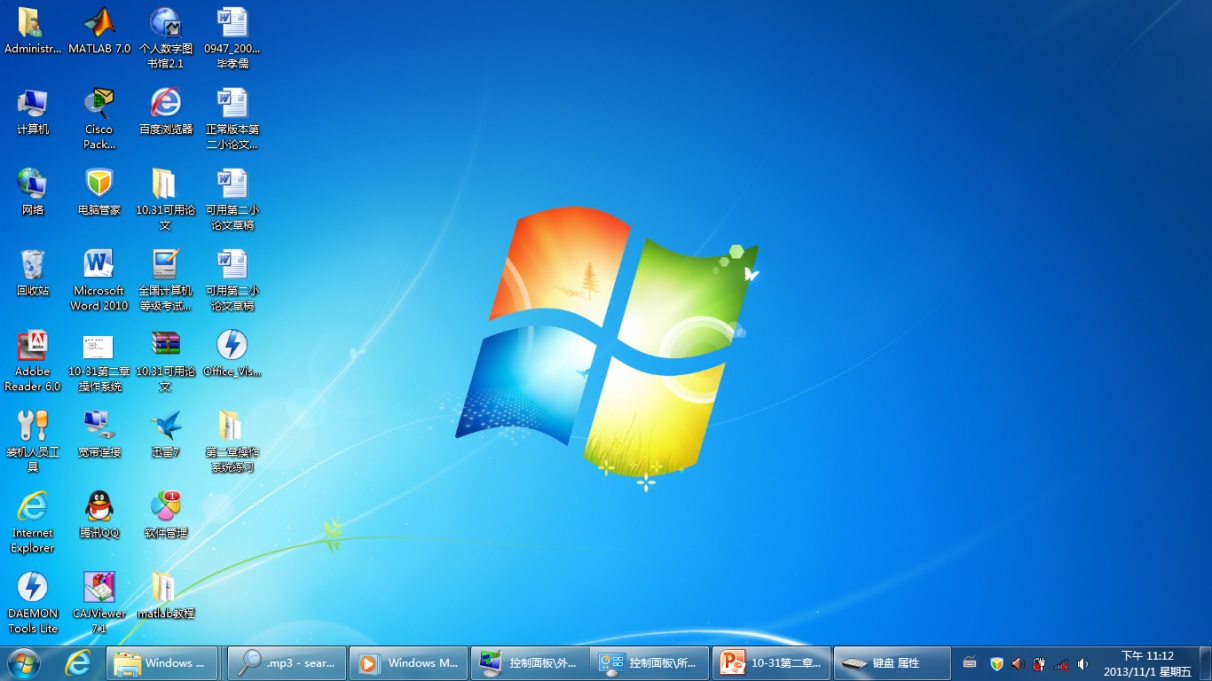 Administr...
MATLAB 7.0
个人数字图
书馆2.1
0947_200...
毕孝儒
计算机
Cisco
Pack...
百度浏览器
正常版本第
二小论文...
网络
电脑管家
10.31可用论
文
可用第二小
论文草稿
回收站
Microsoft
Word 2010
全国计算机
等级考试...
可用第二小
论文草稿
Adobe
Reader 6.0
10-31第二章
操作系统
10.31可用论
文
Office_Vis...
装机人员工
具
宽带连接
迅雷7
第二章操作
系统练习
Internet
Explorer
腾讯QQ
1
软件管理
DAEMON
Tools Lite
CAJViewer
7.1
matlab教程
Windows ...
.mp3 - sear...
Windows M...
控制面板\外...
控制面板\所...
10-31第二章...
键盘 属性
下午 11:12
2013/11/1 星期五